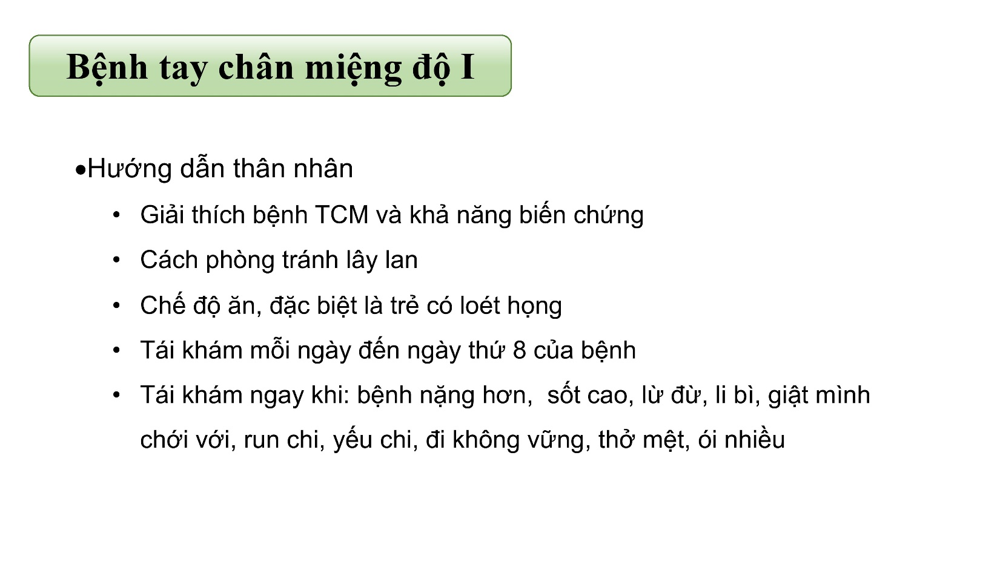 Bệnh tay chân miệng độ I
•Hướng dẫn thân nhân
• Giải thích bệnh TCM và khả năng biến chứng
• Cách phòng tránh lây lan
• Chế độ ăn, đặc biệt là trẻ có loét họng
• Tái khám mỗi ngày đến ngày thứ 8 của bệnh
• Tái khám ngay khi: bệnh nặng hơn,  sốt cao, lừ đừ, li bì, giật mình
chới với, run chi, yếu chi, đi không vững, thở mệt, ói nhiều